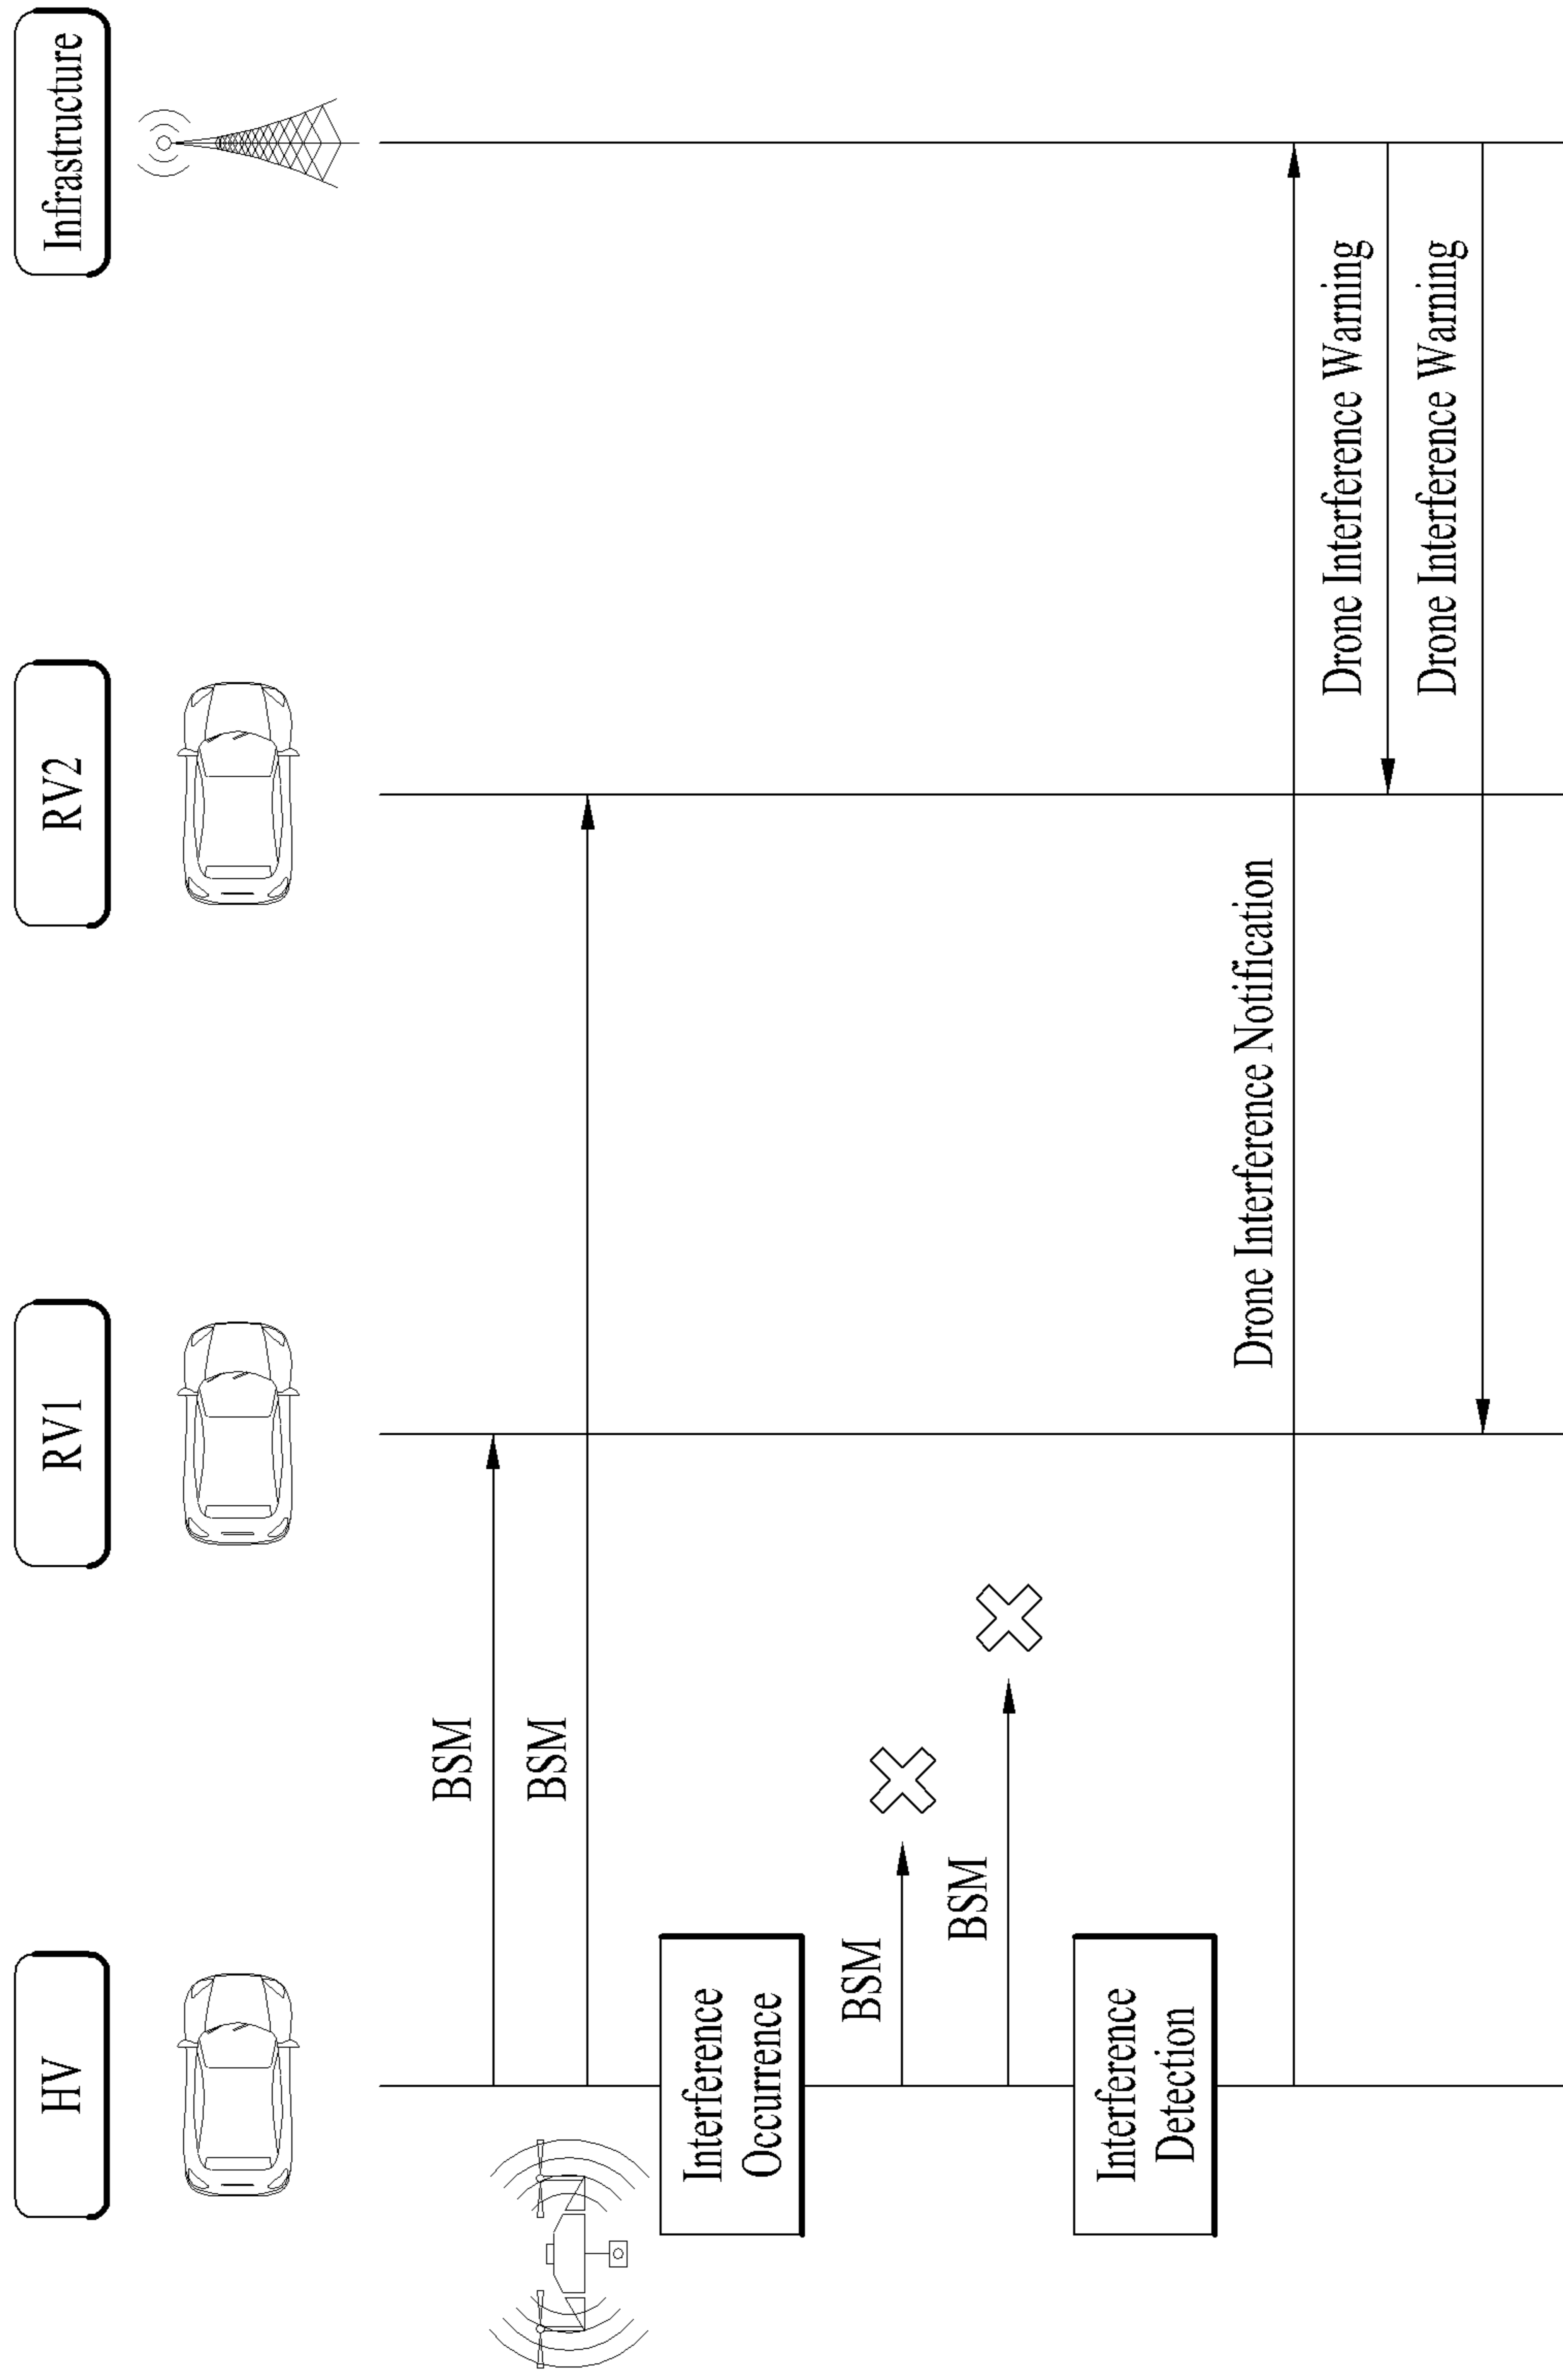 HV
RV1
RV2
Infrastructure
BSM
BSM
Interference
Occurrence
BSM
BSM
Interference
Detection
Drone Interference Notification
Drone Interference Warning
Drone Interference Warning